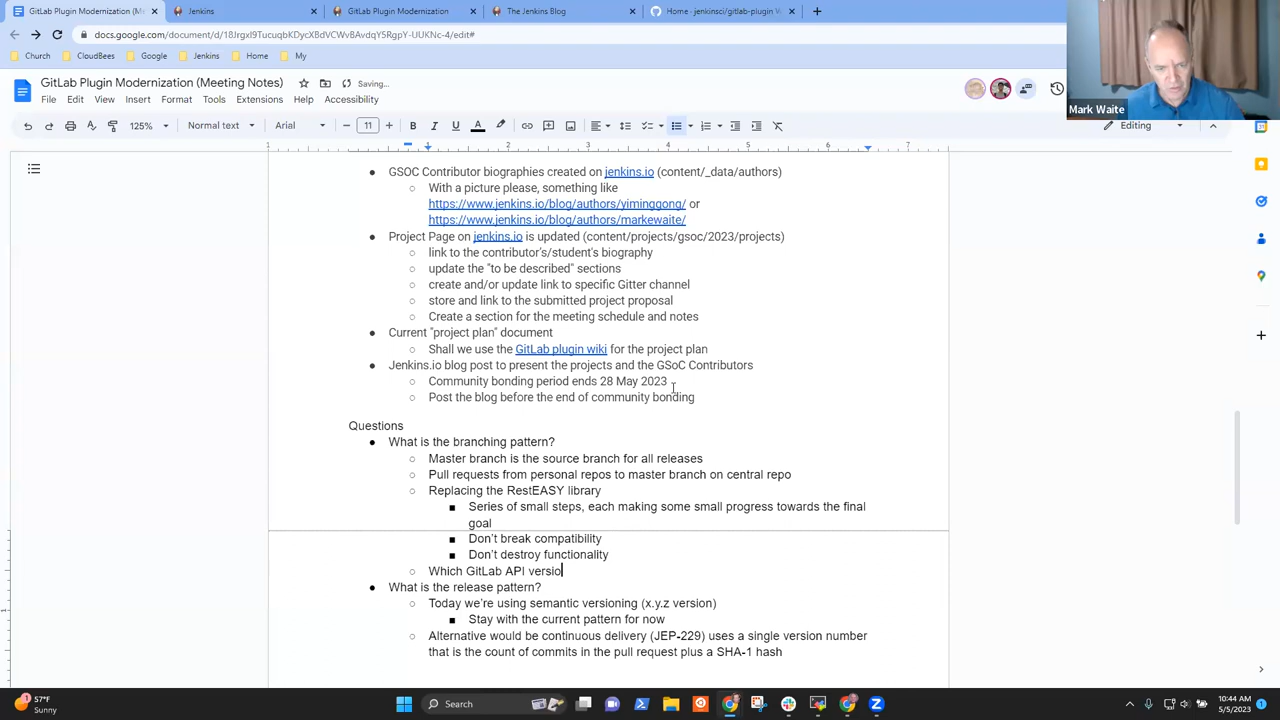 GitLab Plugin Modernization (M
Jenkins
GitLab Plugin Modernization
The Jenkins Blog
Home · jenkinsci/gitlab-plugin
docs.google.com/document/d/
/edit#
Church
CloudBees
Google
Jenkins
Home
My
GitLab Plugin Modernization (Meeting Notes)
Saving...
File Edit View Insert Format Tools Extensions Help Accessibility
125%
Normal text
Arial
11
Editing
Mark Waite
1 1 2 3 4 5 6 7
GSOC Contributor biographies created on jenkins.io (content/_data/authors)
With a picture please, something like
https://www.jenkins.io/blog/authors/yiminggong/ or
https://www.jenkins.io/blog/authors/markewaite/
Project Page on jenkins.io is updated (content/projects/gsoc/2023/projects)
link to the contributor's/student's biography
update the "to be described" sections
create and/or update link to specific Gitter channel
store and link to the submitted project proposal
Create a section for the meeting schedule and notes
Current "project plan" document
Shall we use the GitLab plugin wiki for the project plan
Jenkins.io blog post to present the projects and the GSoC Contributors
Community bonding period ends 28 May 2023
Post the blog before the end of community bonding
Questions
What is the branching pattern?
Master branch is the source branch for all releases
Pull requests from personal repos to master branch on central repo
Replacing the RestEASY library
Series of small steps, each making some small progress towards the final
goal
Don't break compatibility
Don't destroy functionality
Which GitLab API versio
What is the release pattern?
Today we're using semantic versioning (x.y.z version)
Stay with the current pattern for now
Alternative would be continuous delivery (JEP-229) uses a single version number
that is the count of commits in the pull request plus a SHA-1 hash
57°F
Sunny
Search
10:44 AM
5/5/2023